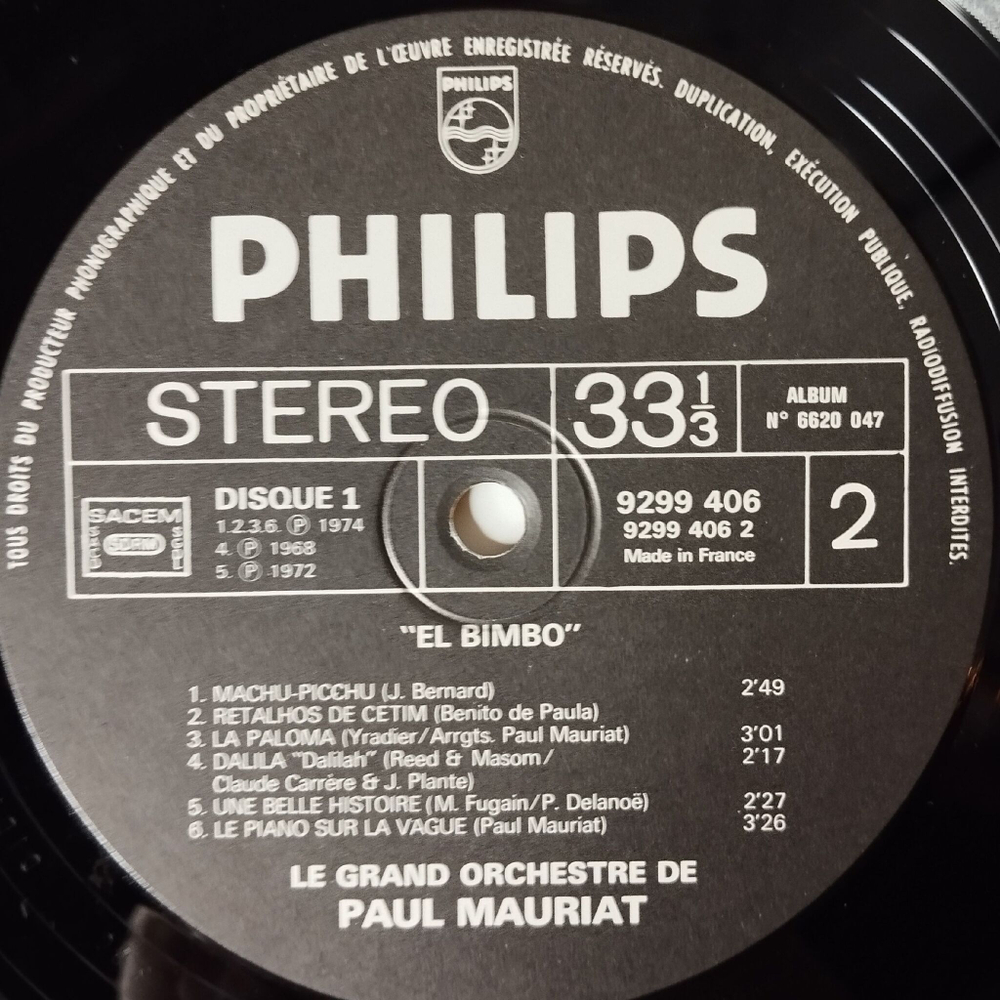 TOUS DROITS DU PRODUCTEUR PHONOGRAPHIQUE ET DU PROPRIÉTAIRE DE L'ŒUVRE ENREGISTRÉE RÉSERVÉS. DUPLICATION, EXÉCUTION PUBLIQUE, RADIODIFFUSION INTERDITES.
PHILIPS
PHILIPS
STEREO
33 1/3
ALBUM
N° 6620 047
SACEM
SDRM
DISQUE 1
1.2.3.6. Ⓟ 1974
4. Ⓟ 1968
5. Ⓟ 1972
9299 406
9299 406 2
Made in France
2
"EL BIMBO"
1. MACHU-PICCHU (J. Bernard) 2'49
2. RETALHOS DE CETIM (Benito de Paula)
3. LA PALOMA (Yradier/Arrgts. Paul Mauriat) 3'01
4. DALILA "Dalilah" (Reed & Masom/ 2'17
Claude Carrère & J. Plante)
5. UNE BELLE HISTOIRE (M. Fugain/P. Delanoë) 2'27
6. LE PIANO SUR LA VAGUE (Paul Mauriat) 3'26
LE GRAND ORCHESTRE DE
PAUL MAURIAT